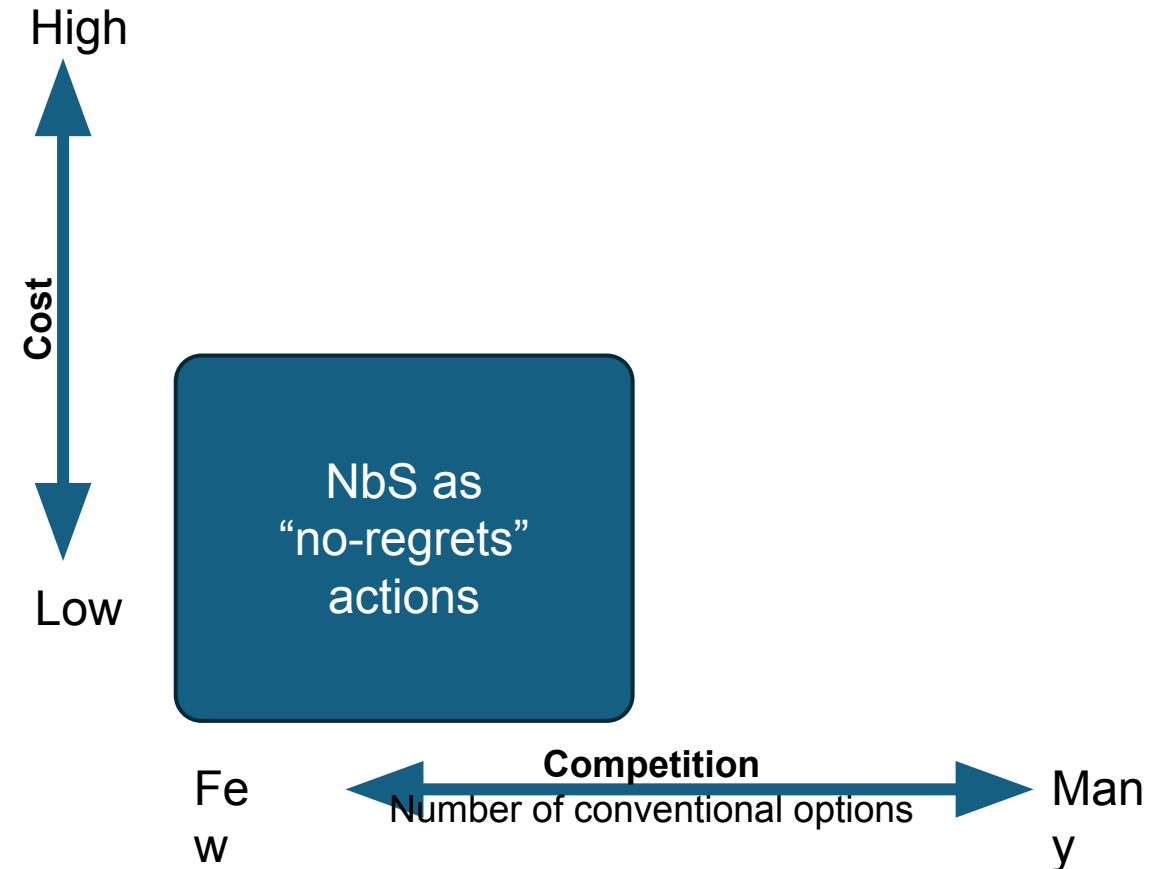 High
Cost
NbS as
“no-regrets”
actions
Low
Competition
Fe
w
Number of conventional options
Man
y